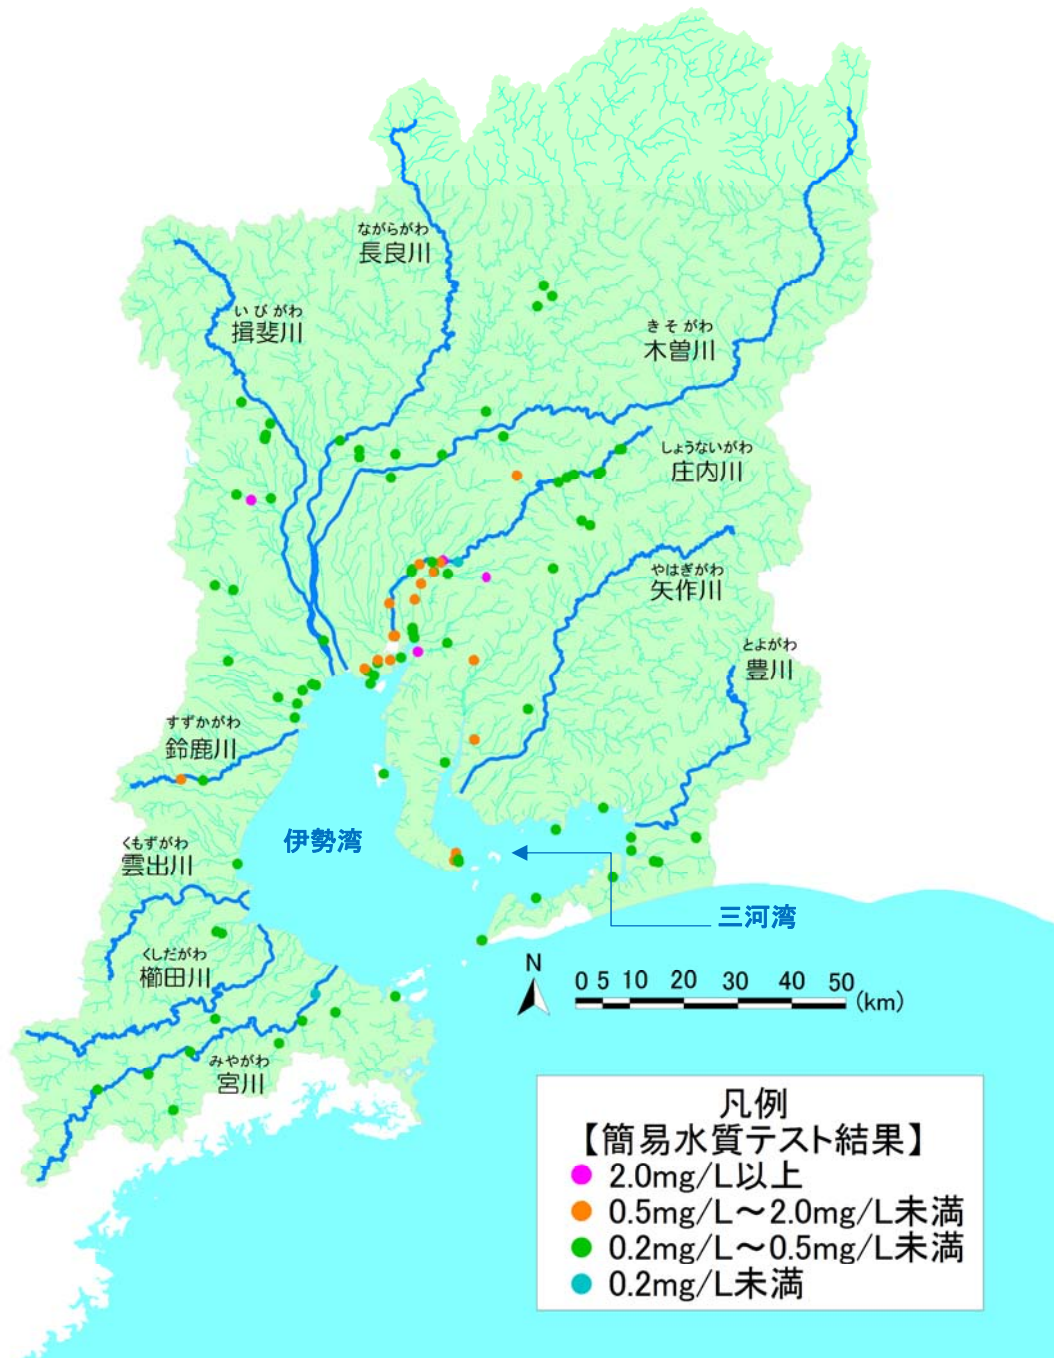 ながらがわ
長良川
いびがわ
揖斐川
きそがわ
木曽川
しょうないがわ
庄内川
やはぎがわ
矢作川
とよがわ
豊川
すずかがわ
鈴鹿川
伊勢湾
くもずがわ
雲出川
三河湾
くしだがわ
櫛田川
みやがわ
宮川
N
0 5 10 20 30 40 50
(km)
凡例
【簡易水質テスト結果】
2.0mg/L以上
0.5mg/L～2.0mg/L未満
0.2mg/L～0.5mg/L未満
0.2mg/L未満